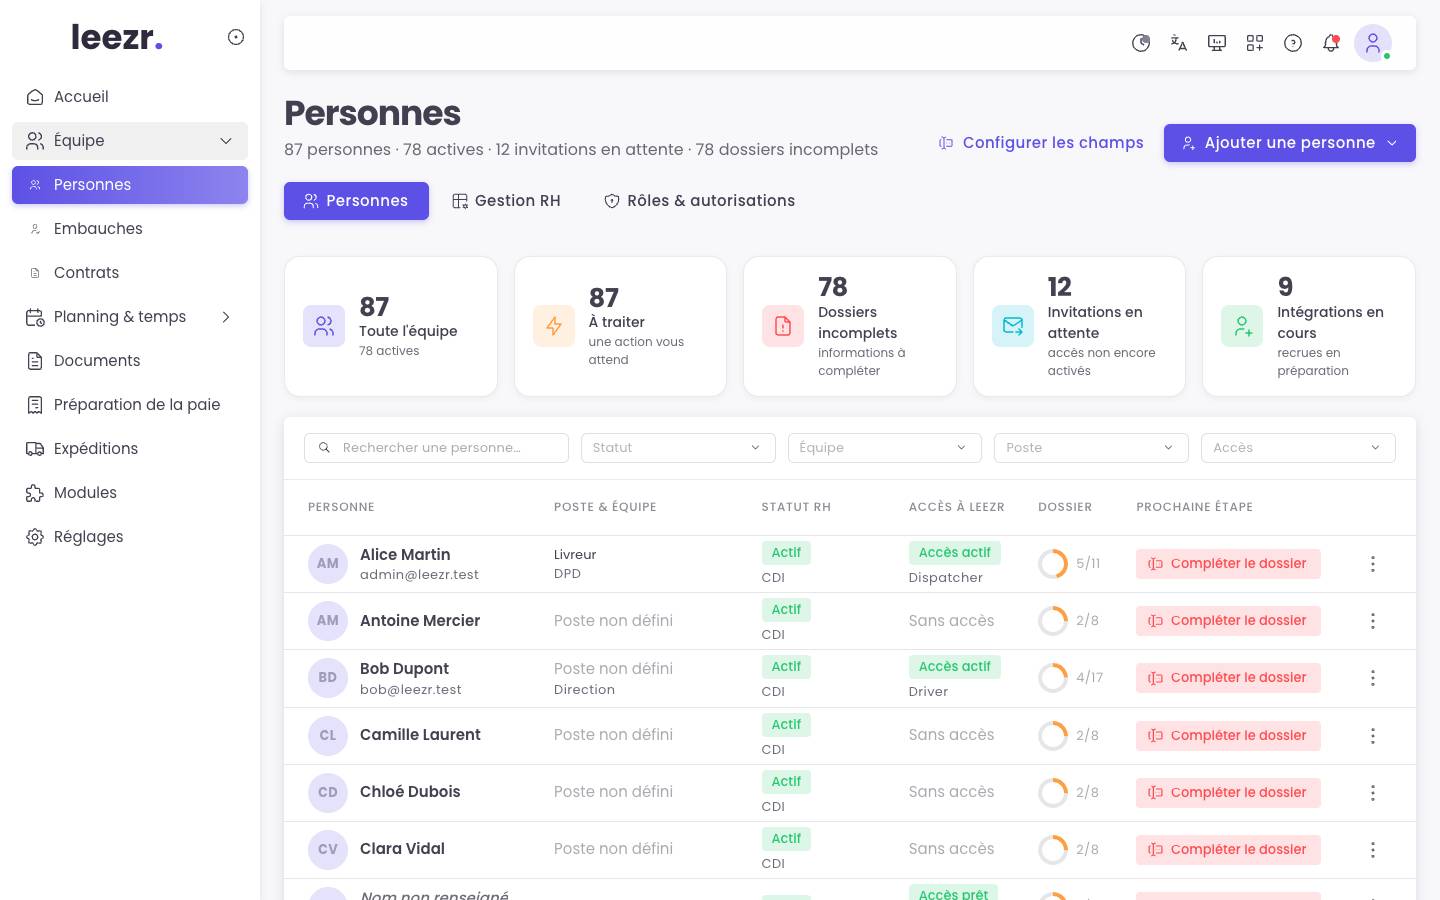 leezr.
Accueil
Équipe
Personnes
Embauches
Contrats
Planning & temps
Documents
Préparation de la paie
Expéditions
Modules
Réglages
Personnes
87 personnes · 78 actives · 12 invitations en attente · 78 dossiers incomplets
Configurer les champs
Ajouter une personne
Personnes
Gestion RH
Rôles & autorisations
87
Toute l'équipe
78 actives
87
À traiter
une action vous
attend
78
Dossiers
incomplets
informations à
compléter
12
Invitations en
attente
accès non encore
activés
9
Intégrations en
cours
recrues en
préparation
Rechercher une personne...
Statut
Équipe
Poste
Accès
PERSONNE POSTE & ÉQUIPE STATUT RH ACCÈS À LEEZR DOSSIER PROCHAINE ÉTAPE
AM Alice Martin Livreur Actif Accès actif 5/11 Compléter le dossier
admin@leezr.test DPD CDI Dispatcher
AM Antoine Mercier Poste non défini Actif Sans accès 2/8 Compléter le dossier
CDI
BD Bob Dupont Poste non défini Actif Accès actif 4/17 Compléter le dossier
bob@leezr.test Direction CDI Driver
CL Camille Laurent Poste non défini Actif Sans accès 2/8 Compléter le dossier
CDI
CD Chloé Dubois Poste non défini Actif Sans accès 2/8 Compléter le dossier
CDI
CV Clara Vidal Poste non défini Actif Sans accès 2/8 Compléter le dossier
CDI
Nom non renseigné Accès prêt